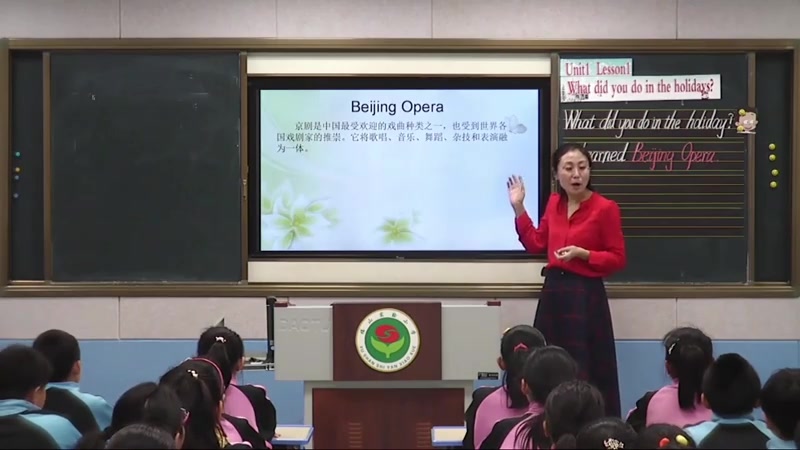 Beijing Opera
京剧是中国最受欢迎的戏曲种类之一，也受到世界各
国戏剧家的推崇。它将歌唱、音乐、舞蹈、杂技和表演融
为一体。
Unit1 Lesson1
What did you do in the holidays?
What did you do in the holiday?
arned Beijing Opera.